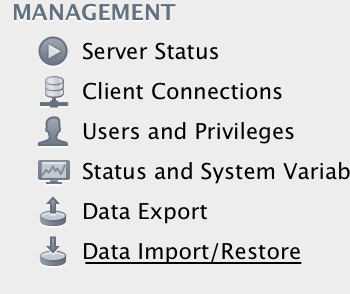 MANAGEMENT
Server Status
Client Connections
Users and Privileges
Status and System Variab
Data Export
Data Import/Restore